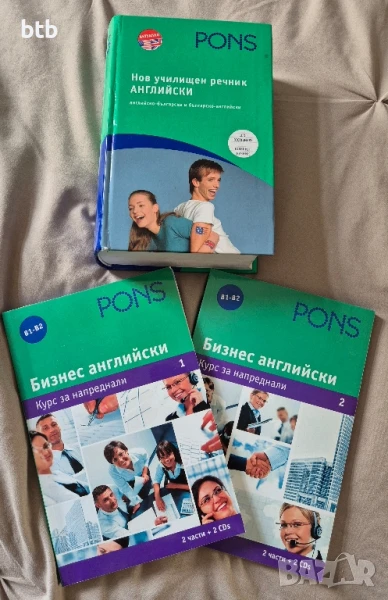 btb
PONS
Нов училищен речник
АНГЛИЙСКИ
английско-български и българско-английски
B1-B2
PONS
Бизнес английски
1
Курс за напреднали
2 части + 2 CDs
B1-B2
PONS
Бизнес английски
Курс за напреднали
2
2 части + 2 CDs
BAZAR